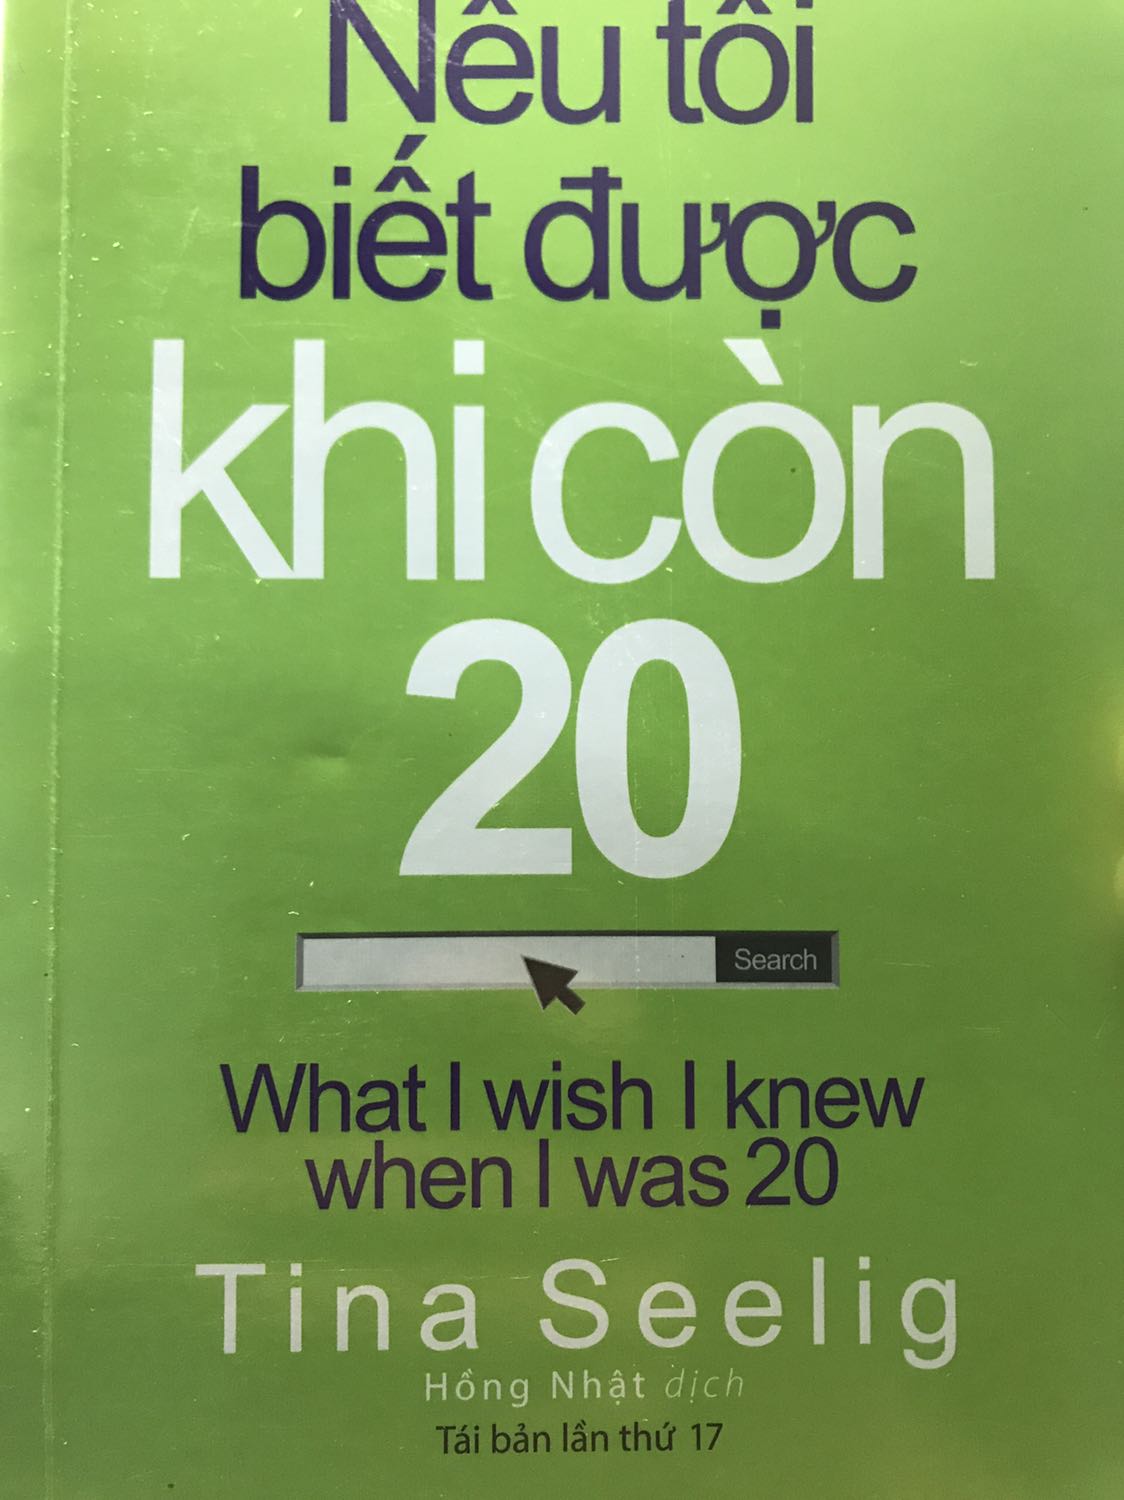 Nếu tôi
biết được
khi còn
20
Search
What I wish I knew
when I was 20
Tina Seelig
Hồng Nhật dịch
Tái bản lần thứ 17